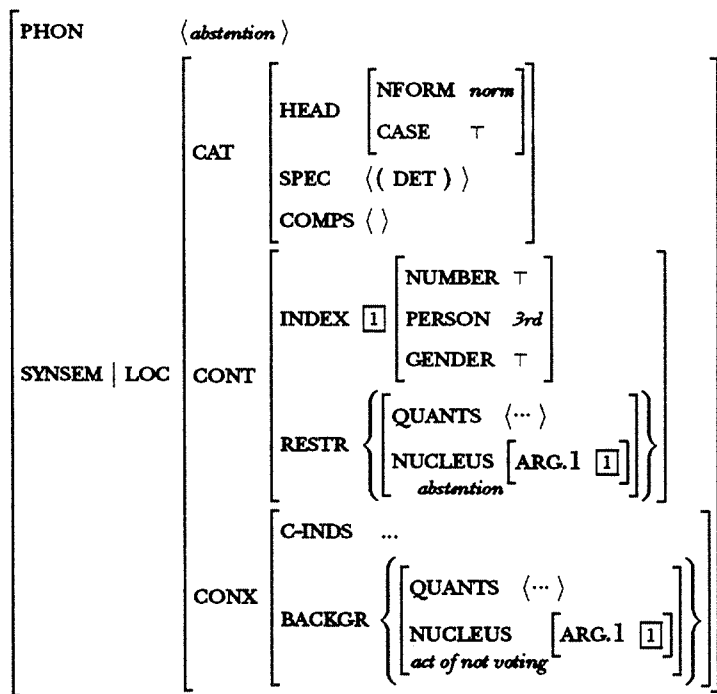 PHON ⟨abstention⟩
NFORM norm
HEAD
CASE ⊤
CAT
SPEC ⟨( DET )⟩
COMPS ⟨ ⟩
NUMBER ⊤
INDEX 1 PERSON 3rd
GENDER ⊤
SYNSEM | LOC CONT
QUANTS ⟨...⟩
RESTR
NUCLEUS [ARG.1 1]
abstention
C-INDS ...
CONX
QUANTS ⟨...⟩
BACKGR
NUCLEUS [ARG.1 1]
act of not voting